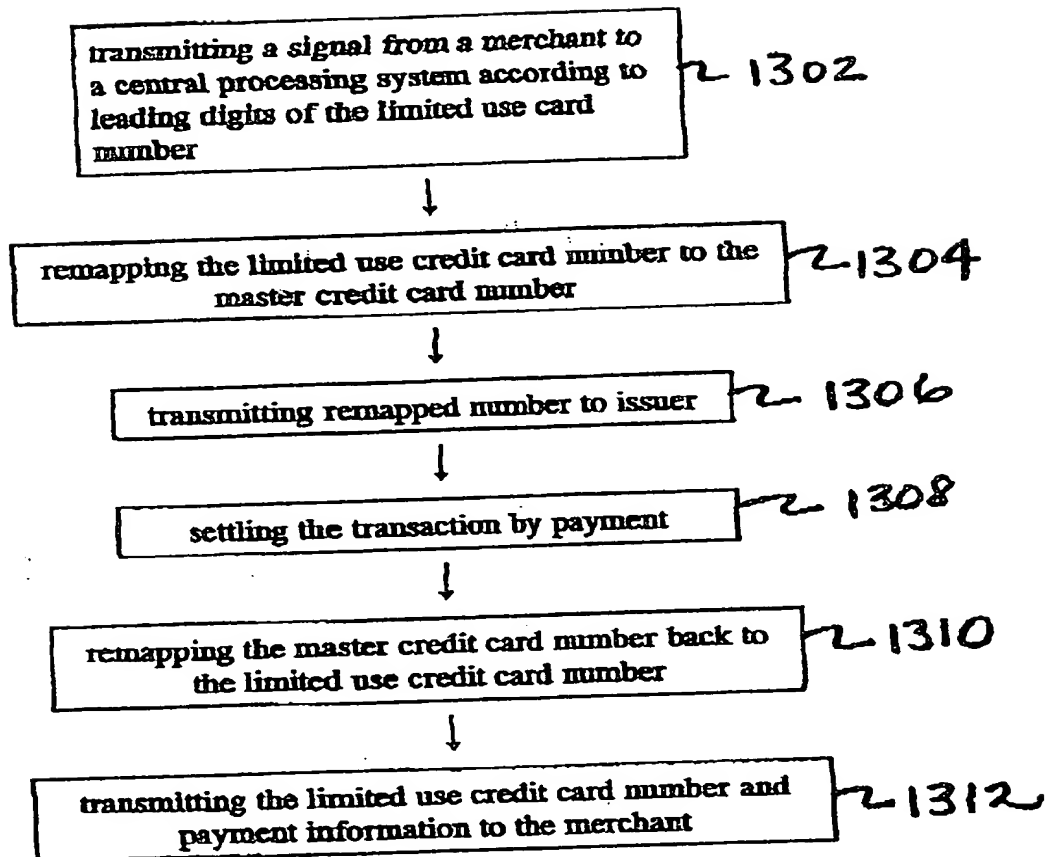 transmitting a signal from a merchant to
a central processing system according to
leading digits of the limited use card
number
1302
remapping the limited use credit card number to the
master credit card number
1304
transmitting remapped number to issuer
1306
settling the transaction by payment
1308
remapping the master credit card number back to
the limited use credit card number
1310
transmitting the limited use credit card number and
payment information to the merchant
1312